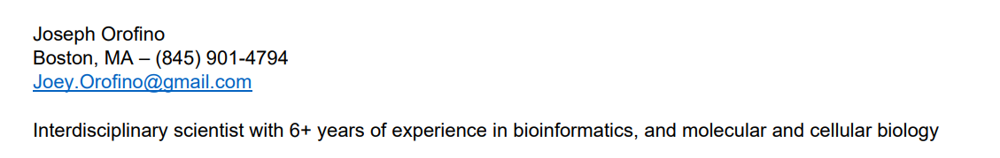 Joseph Orofino
Boston, MA – (845) 901-4794
Joey.Orofino@gmail.com
Interdisciplinary scientist with 6+ years of experience in bioinformatics, and molecular and cellular biology